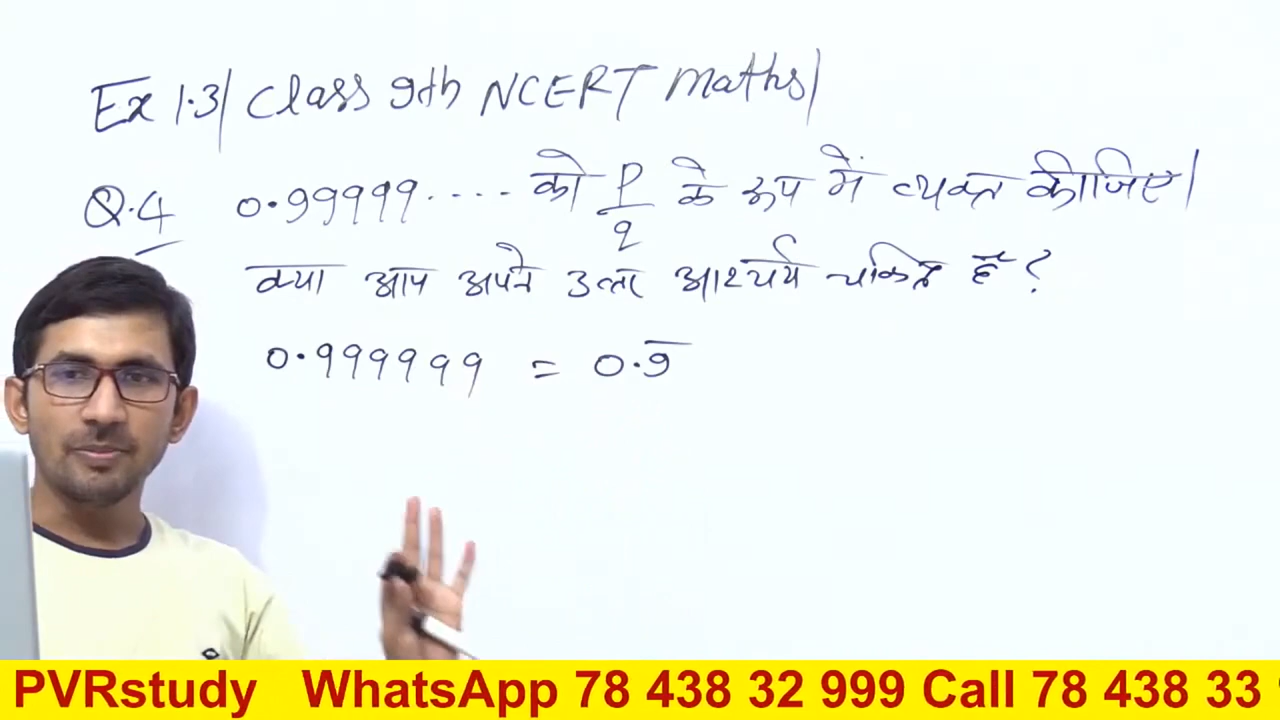 Ex 1.3/ Class 9th NCERT Maths/
Q.4 0.99999.... को p/q के रूप में व्यक्त कीजिए।
क्या आप अपने उत्तर आश्चर्य चकित हैं ?
0.999999 = 0.9̅
PVRstudy WhatsApp 78 438 32 999 Call 78 438 33